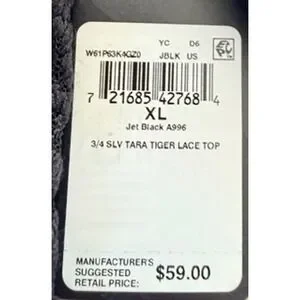 YC D6
W61P63K4GZ0 JBLK US
7 21685 42768 4
XL
Jet Black A996
3/4 SLV TARA TIGER LACE TOP
MANUFACTURER'S
SUGGESTED
RETAIL PRICE: $59.00